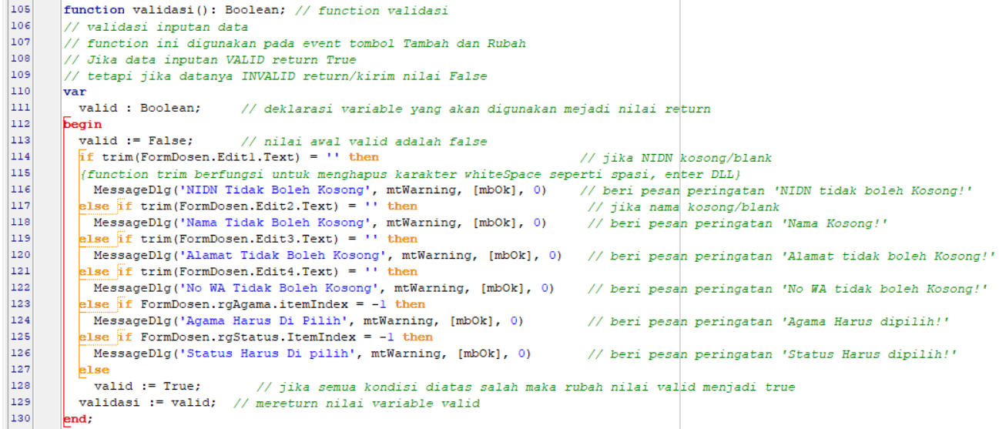 105 function validasi(): Boolean; // function validasi
106 // validasi inputan data
107 // function ini digunakan pada event tombol Tambah dan Rubah
108 // Jika data inputan VALID return True
109 // tetapi jika datanya INVALID return/kirim nilai False
110 var
111 valid : Boolean; // deklarasi variable yang akan digunakan mejadi nilai return
112 begin
113 valid := False; // nilai awal valid adalah false
114 if trim(FormDosen.Edit1.Text) = '' then // jika NIDN kosong/blank
115 {function trim berfungsi untuk menghapus karakter whiteSpace seperti spasi, enter DLL}
116 MessageDlg('NIDN Tidak Boleh Kosong', mtWarning, [mbOk], 0) // beri pesan peringatan 'NIDN tidak boleh Kosong!'
117 else if trim(FormDosen.Edit2.Text) = '' then // jika nama kosong/blank
118 MessageDlg('Nama Tidak Boleh Kosong', mtWarning, [mbOk], 0) // beri pesan peringatan 'Nama Kosong!'
119 else if trim(FormDosen.Edit3.Text) = '' then
120 MessageDlg('Alamat Tidak Boleh Kosong', mtWarning, [mbOk], 0) // beri pesan peringatan 'Alamat tidak boleh Kosong!'
121 else if trim(FormDosen.Edit4.Text) = '' then
122 MessageDlg('No WA Tidak Boleh Kosong', mtWarning, [mbOk], 0) // beri pesan peringatan 'No WA tidak boleh Kosong!'
123 else if FormDosen.rgAgama.itemIndex = -1 then
124 MessageDlg('Agama Harus Di Pilih', mtWarning, [mbOk], 0) // beri pesan peringatan 'Agama Harus dipilih!'
125 else if FormDosen.rgStatus.ItemIndex = -1 then
126 MessageDlg('Status Harus Di pilih', mtWarning, [mbOk], 0) // beri pesan peringatan 'Status Harus dipilih!'
127 else
128 valid := True; // jika semua kondisi diatas salah maka rubah nilai valid menjadi true
129 validasi := valid; // mereturn nilai variable valid
130 end;